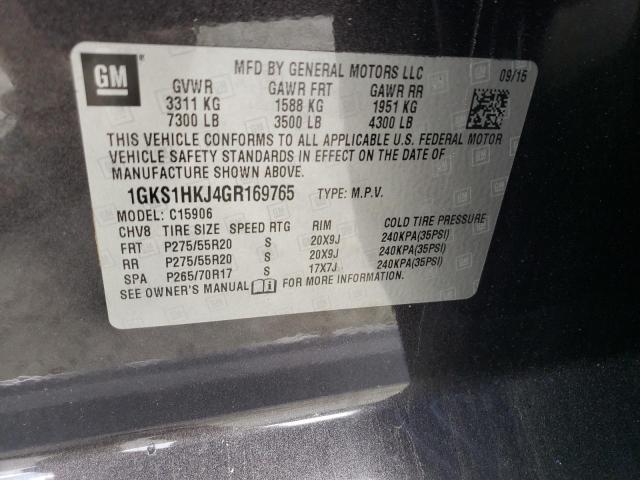 GM
MFD BY GENERAL MOTORS LLC 09/15
GVWR GAWR FRT GAWR RR
3311 KG 1588 KG 1951 KG
7300 LB 3500 LB 4300 LB
THIS VEHICLE CONFORMS TO ALL APPLICABLE U.S. FEDERAL MOTOR
VEHICLE SAFETY STANDARDS IN EFFECT ON THE DATE OF
MANUFACTURE SHOWN ABOVE.
1GKS1HKJ4GR169765 TYPE: M.P.V.
MODEL: C15906
CHV8 TIRE SIZE SPEED RTG RIM COLD TIRE PRESSURE
FRT P275/55R20 S 20X9J 240KPA(35PSI)
RR P275/55R20 S 20X9J 240KPA(35PSI)
SPA P265/70R17 S 17X7J 240KPA(35PSI)
SEE OWNER'S MANUAL FOR MORE INFORMATION.